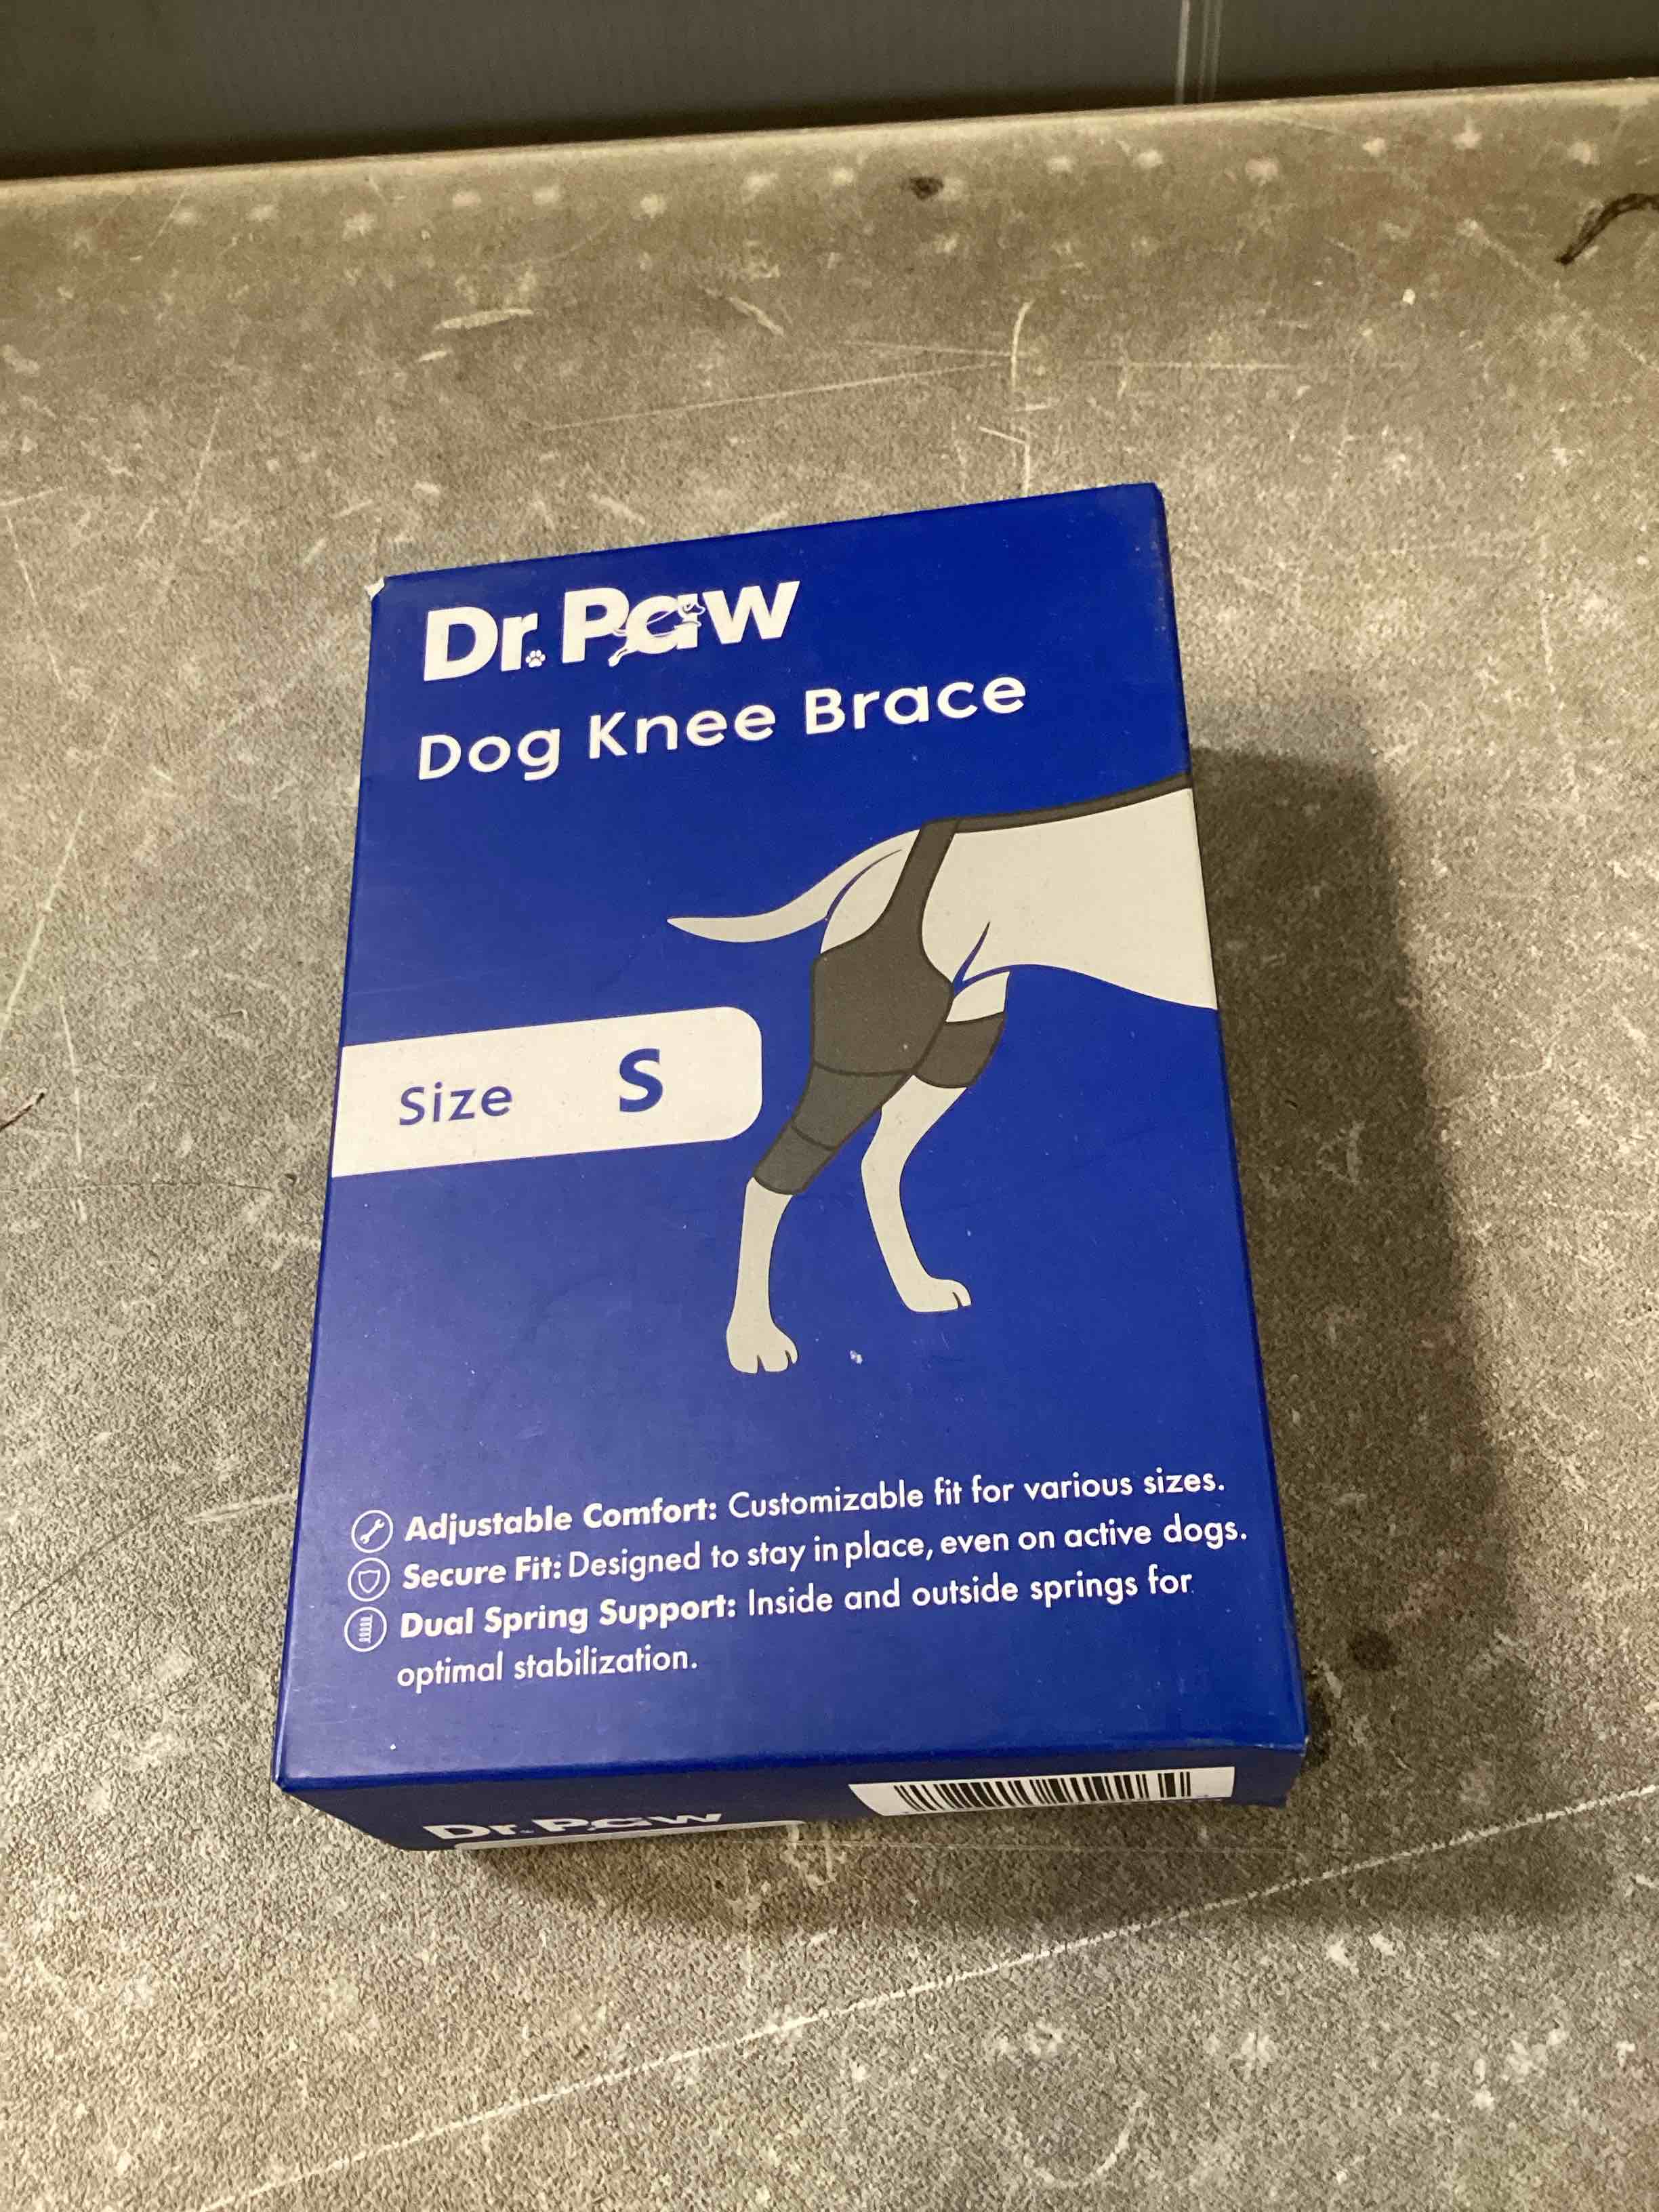 Dr. Paw
Dog Knee Brace
Size S
Adjustable Comfort: Customizable fit for various sizes.
Secure Fit: Designed to stay in place, even on active dogs.
Dual Spring Support: Inside and outside springs for
optimal stabilization.
Dr. Paw